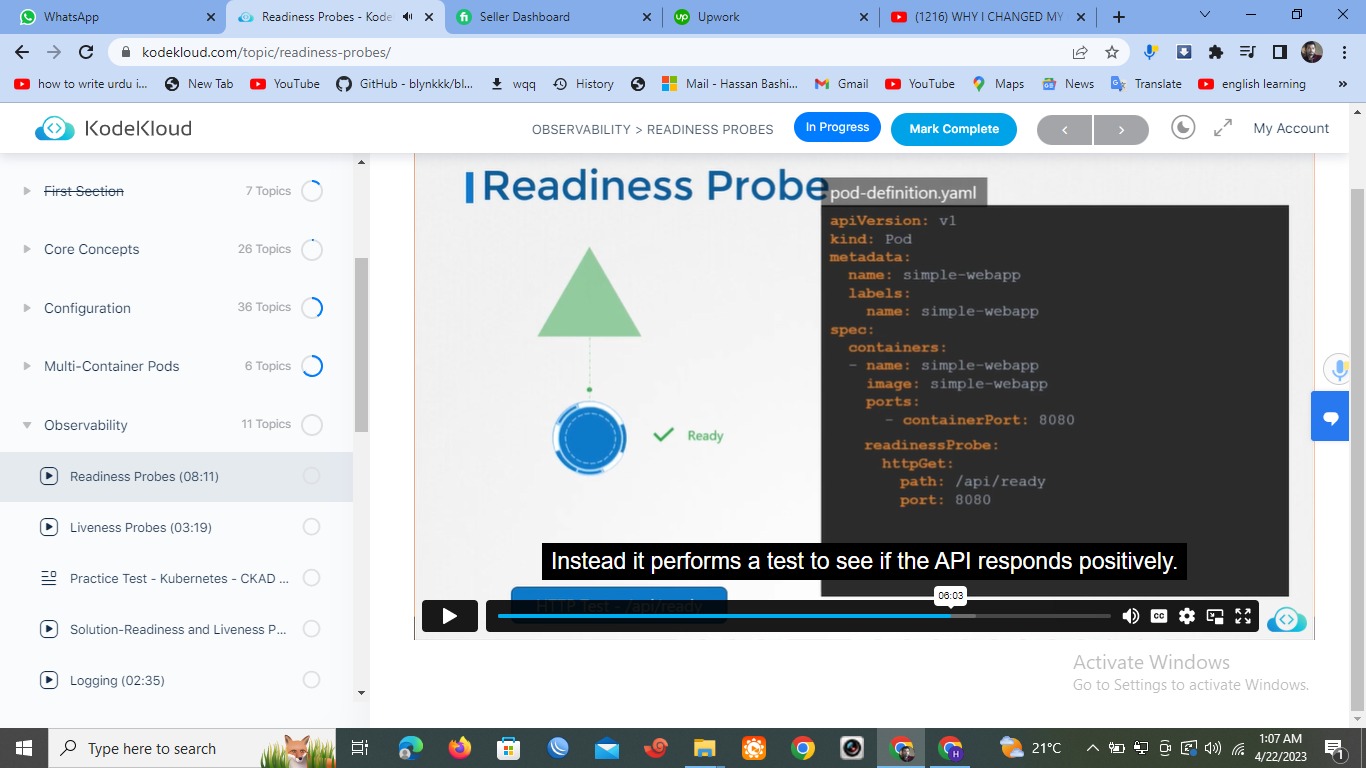 WhatsApp
Readiness Probes - Kode
Seller Dashboard
Upwork
(1216) WHY I CHANGED MY
kodekloud.com/topic/readiness-probes/
how to write urdu i...
New Tab
YouTube
GitHub - blynkkk/bl...
wqq
History
Mail - Hassan Bashi...
Gmail
YouTube
Maps
News
Translate
english learning
»
KodeKloud
OBSERVABILITY > READINESS PROBES
In Progress
Mark Complete
My Account
First Section
7 Topics
Core Concepts
26 Topics
Configuration
36 Topics
Multi-Container Pods
6 Topics
Observability
11 Topics
Readiness Probes (08:11)
Liveness Probes (03:19)
Practice Test - Kubernetes - CKAD ...
Solution-Readiness and Liveness P...
Logging (02:35)
Readiness Probe
Ready
pod-definition.yaml
apiVersion: v1
kind: Pod
metadata:
name: simple-webapp
labels:
name: simple-webapp
spec:
containers:
- name: simple-webapp
image: simple-webapp
ports:
- containerPort: 8080
readinessProbe:
httpGet:
path: /api/ready
port: 8080
Instead it performs a test to see if the API responds positively.
HTTP Test - /api/ready
06:03
CC
Activate Windows
Go to Settings to activate Windows.
Type here to search
21°C
1:07 AM
4/22/2023
1